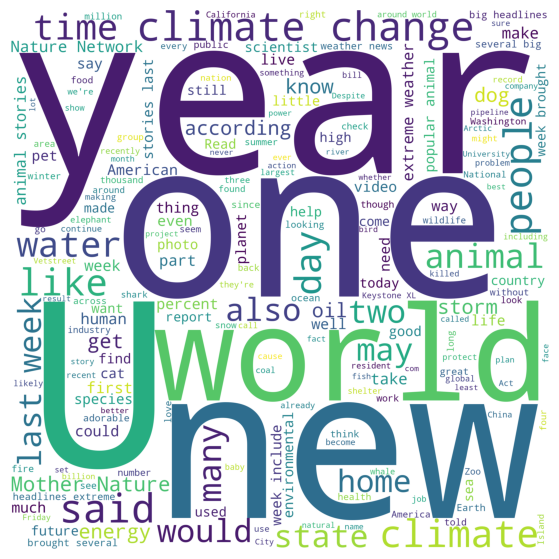 million California right around world big headlines
time climate change
Nature Network every public scientist weather news make several big
say food we're show lot live something bill sure
still know nation Despite
year
animal stories pet area thousand winter
stories last according Read little high
extreme weather popular animal dog people week brought
record company pipeline might Washington Arctic
group recently month never power summer check action river ever largest
University problem National best
American around making made go continue elephant
thing even photo part three found since seem project
video help looking though come need way whether wildlife bird
planet
one
water day animal
Vetstreet week want across result shark
like percent report they're back ocean today killed Keystone XL including without look
also oil two country
human industry get find story recent cat
snow call well fact cause coal
may storm good take called life long protect plan face
first species likely better adorable could
resident com fish shelter work great global least Act
U world
last week
love already China four
new
fire set billion number
many environmental week include think become
home whale sea Zoo
Mother Nature headlines extreme see
much said used baby health
America Earth job told
future energy would state climate
brought several Friday use City natural name Island